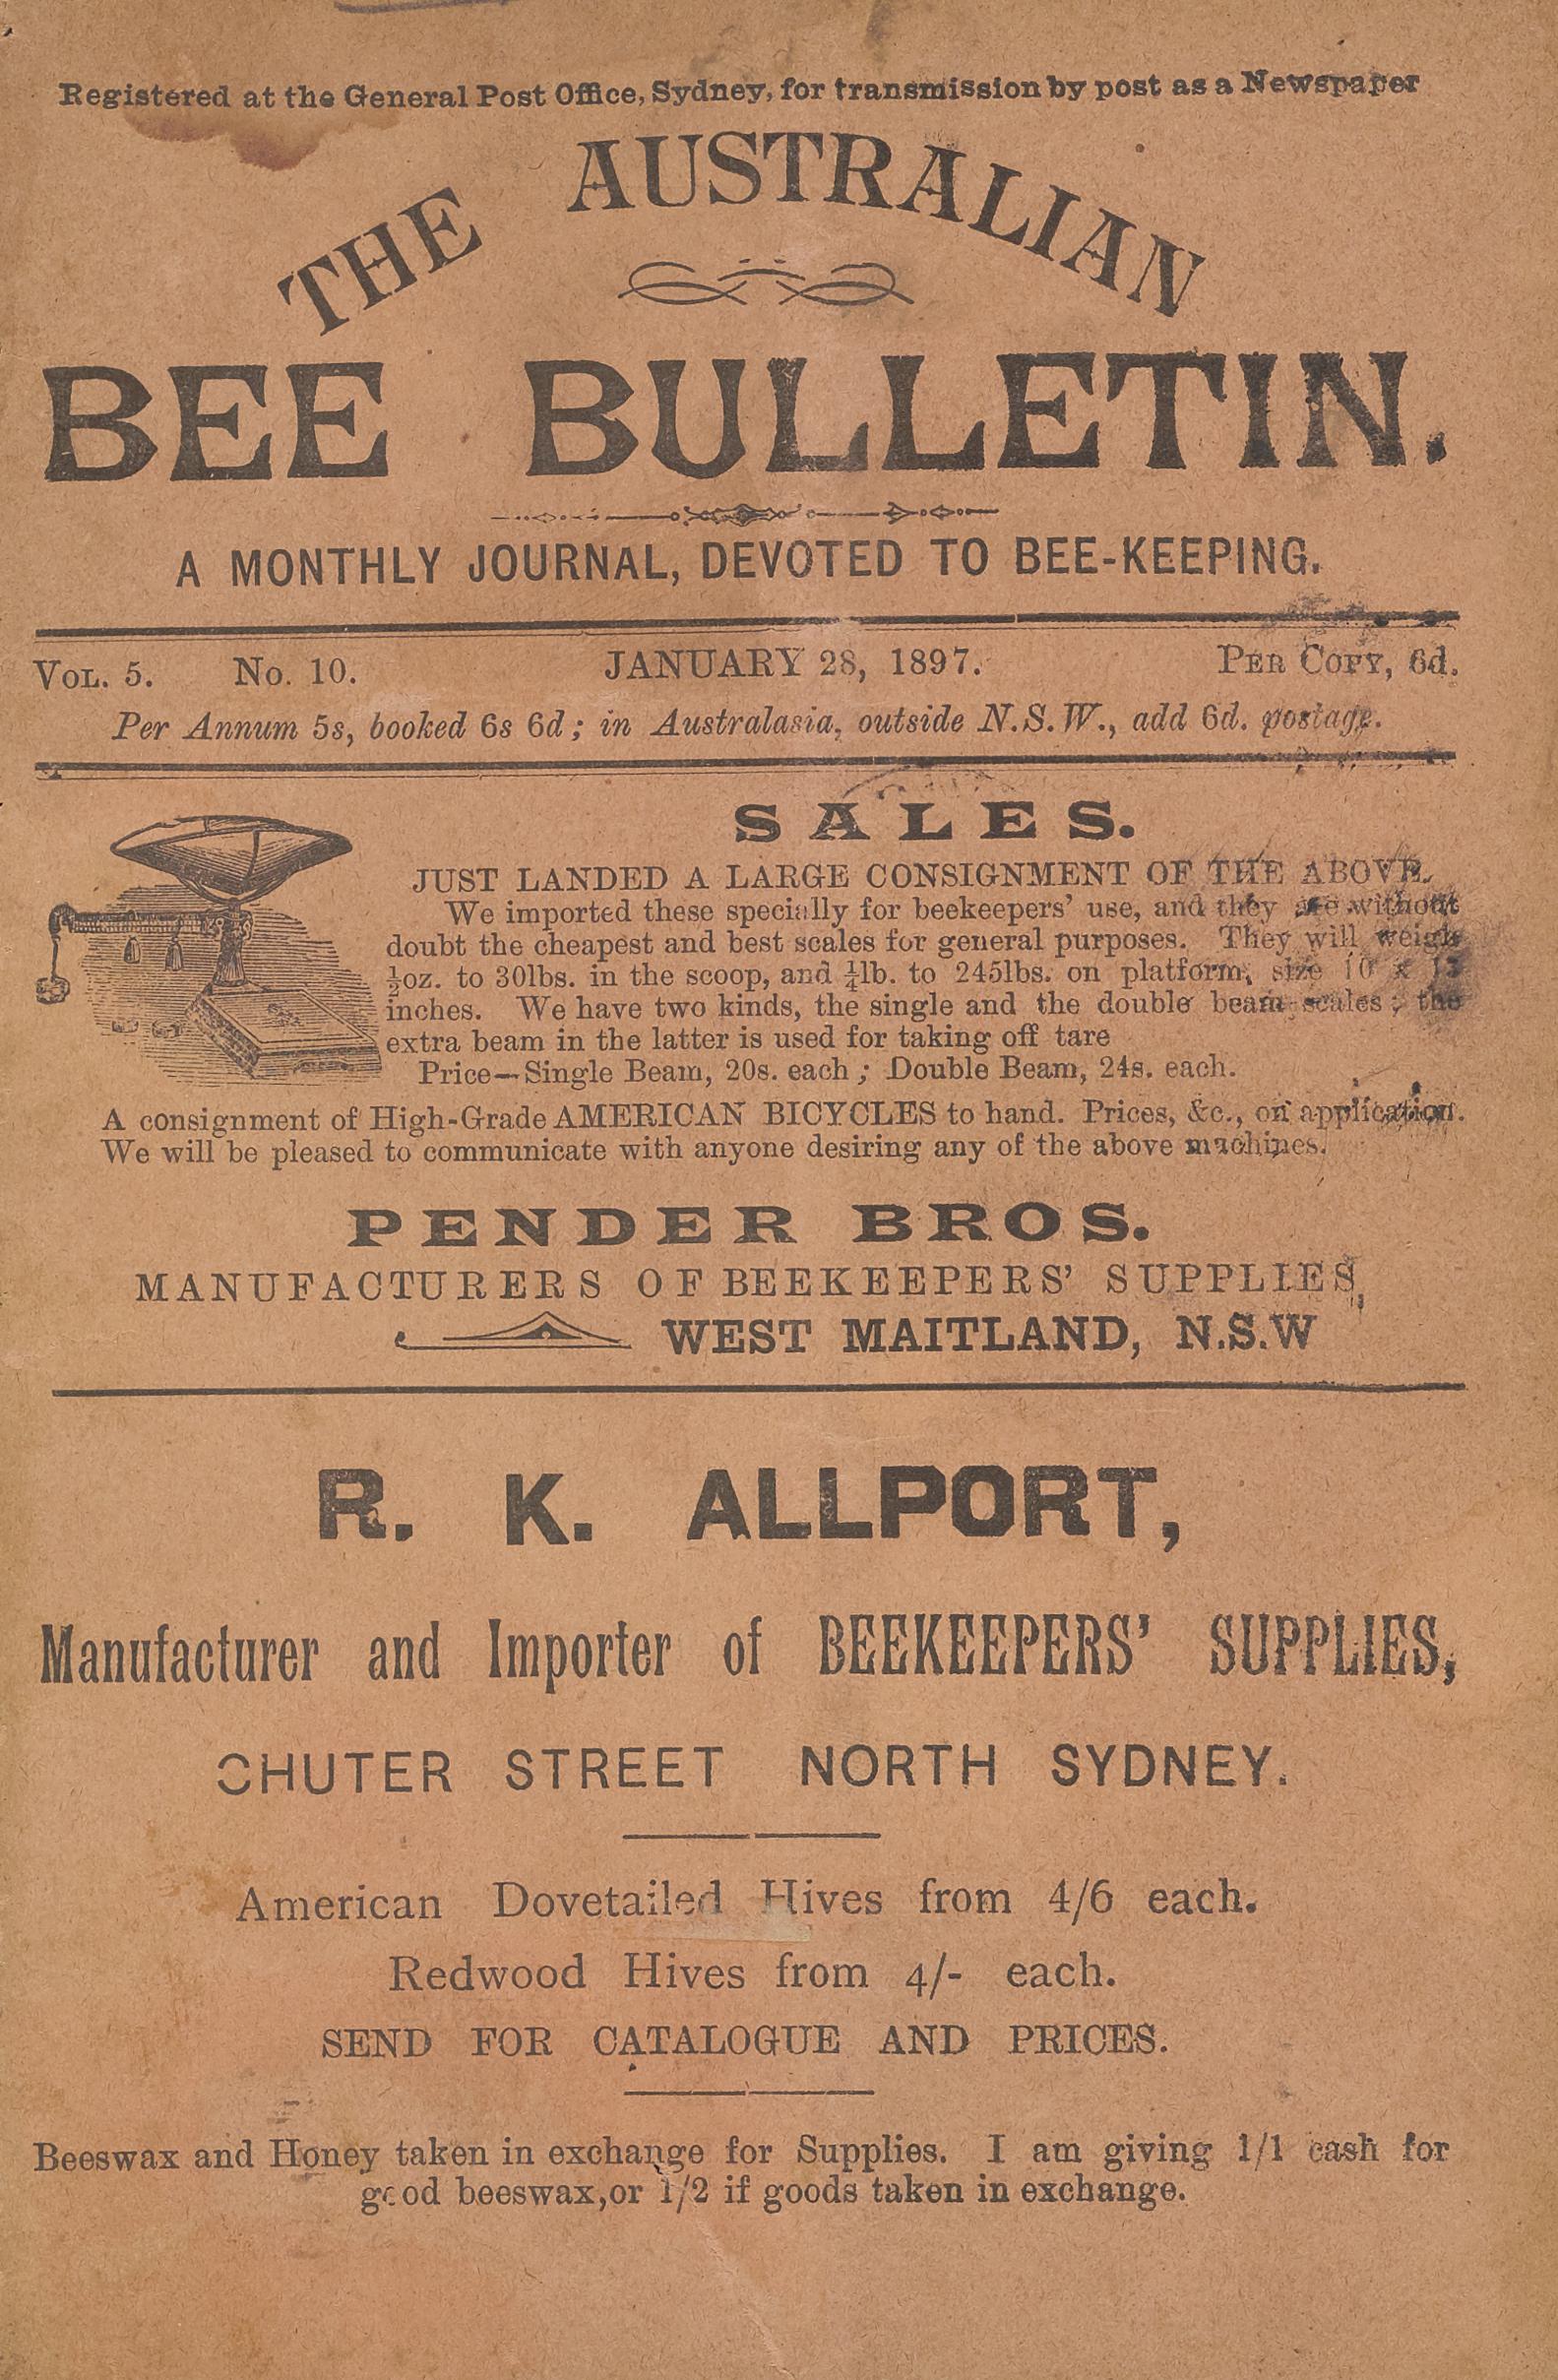 Registered at the General Post Office, Sydney, for transmission by post as a Newspaper
THE AUSTRALIAN
BEE BULLETIN.
A MONTHLY JOURNAL, DEVOTED TO BEE-KEEPING.
VOL. 5. No. 10. JANUARY 28, 1897. PER COPY, 6d.
Per Annum 5s, booked 6s 6d; in Australasia, outside N.S.W., add 6d. postage.
SALES.
JUST LANDED A LARGE CONSIGNMENT OF THE ABOVE.
We imported these specially for beekeepers' use, and they are without
doubt the cheapest and best scales for general purposes. They will weigh
½oz. to 30lbs. in the scoop, and ¼lb. to 245lbs. on platform, size 10 x
inches. We have two kinds, the single and the double beam scales; the
extra beam in the latter is used for taking off tare
Price—Single Beam, 20s. each; Double Beam, 24s. each.
A consignment of High-Grade AMERICAN BICYCLES to hand. Prices, &c., on application.
We will be pleased to communicate with anyone desiring any of the above machines.
PENDER BROS.
MANUFACTURERS OF BEEKEEPERS' SUPPLIES,
WEST MAITLAND, N.S.W
R. K. ALLPORT,
Manufacturer and Importer of BEEKEEPERS' SUPPLIES,
CHUTER STREET NORTH SYDNEY.
American Dovetailed Hives from 4/6 each.
Redwood Hives from 4/- each.
SEND FOR CATALOGUE AND PRICES.
Beeswax and Honey taken in exchange for Supplies. I am giving 1/1 cash for
good beeswax, or 1/2 if goods taken in exchange.